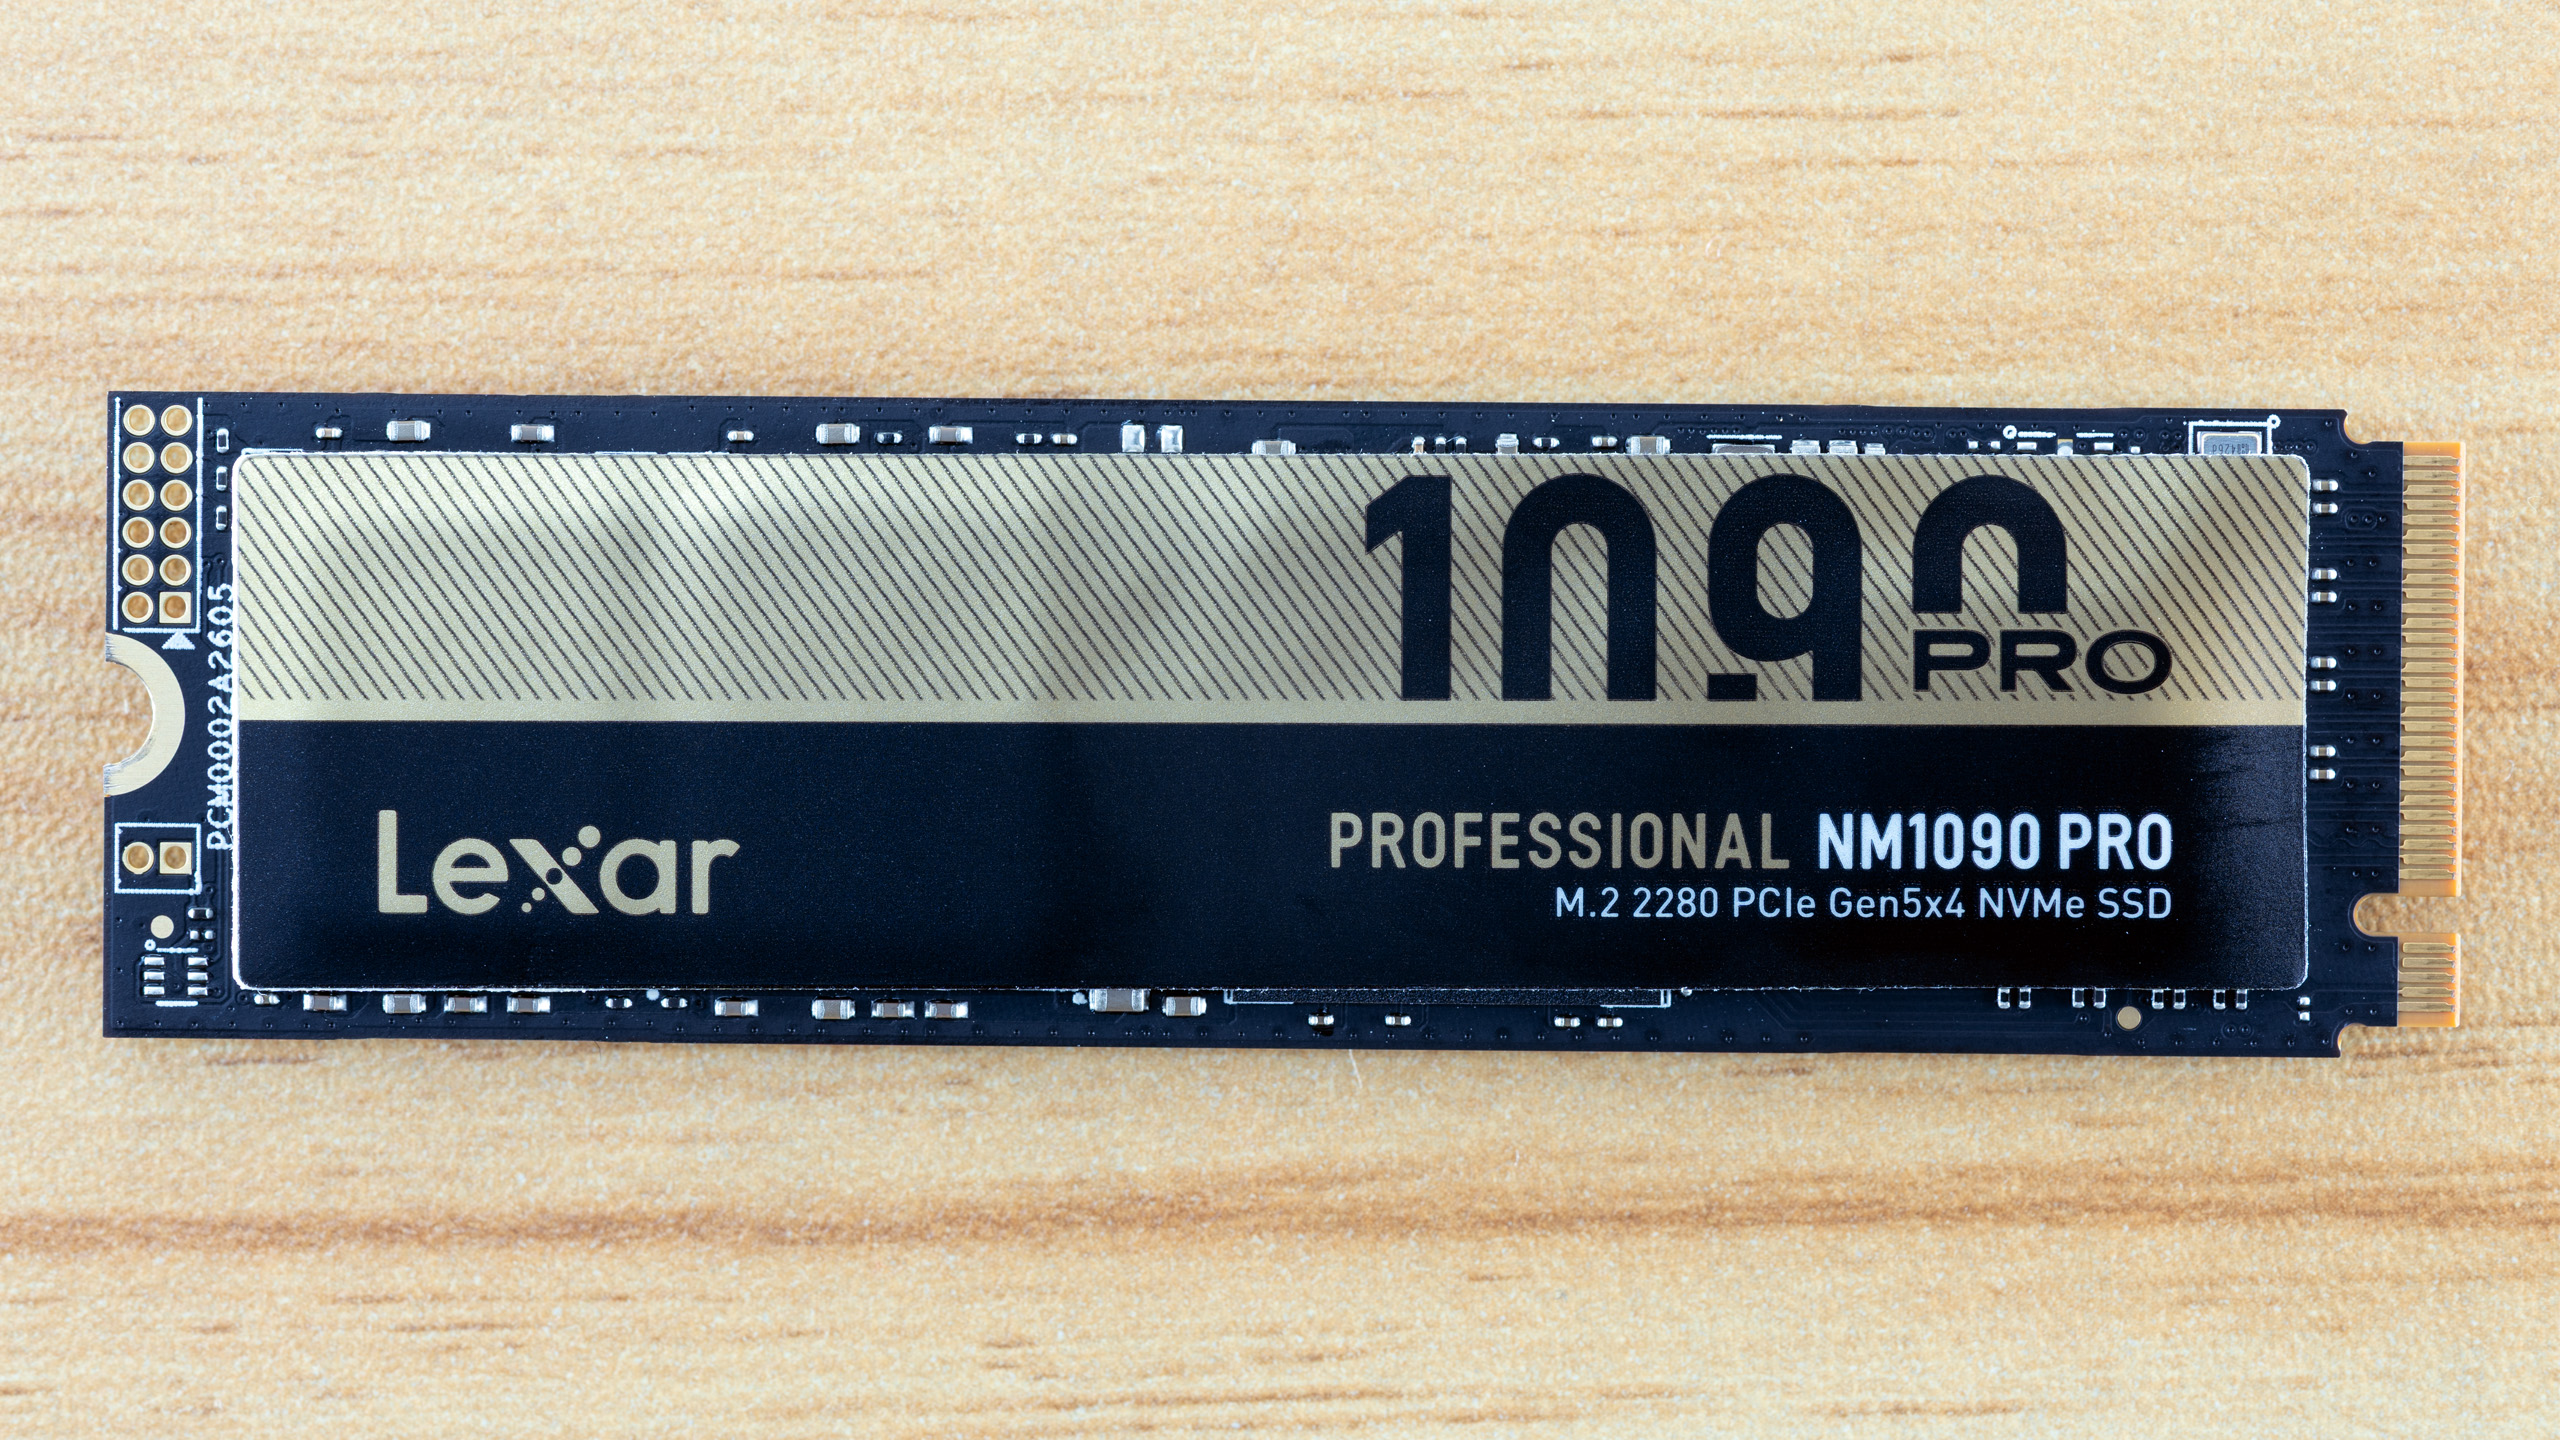 1090
PRO
Lexar
PROFESSIONAL NM1090 PRO
M.2 2280 PCIe Gen5x4 NVMe SSD
PCM0002A2605